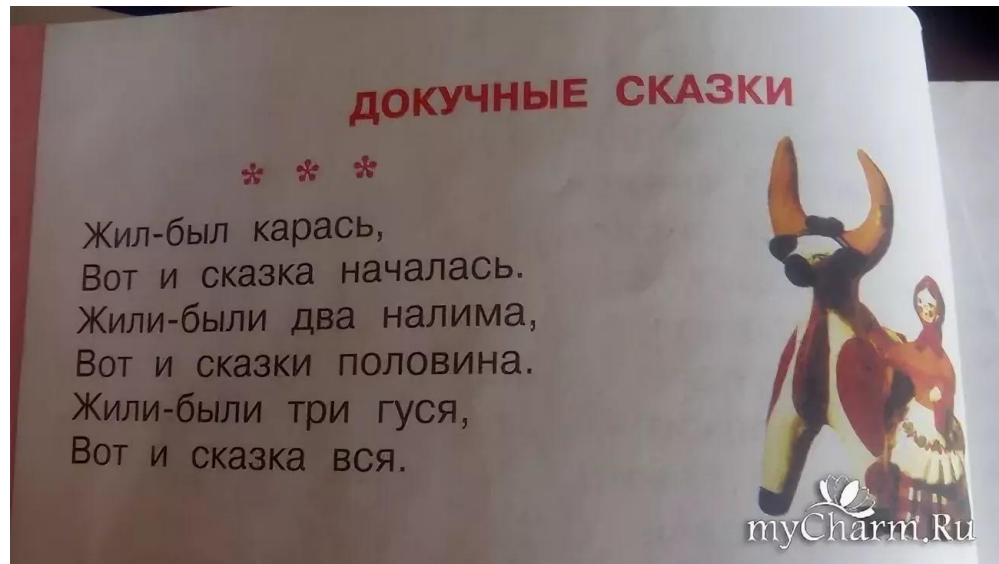 ДОКУЧНЫЕ СКАЗКИ
* * *
Жил-был карась,
Вот и сказка началась.
Жили-были два налима,
Вот и сказки половина.
Жили-были три гуся,
Вот и сказка вся.
myCharm.Ru